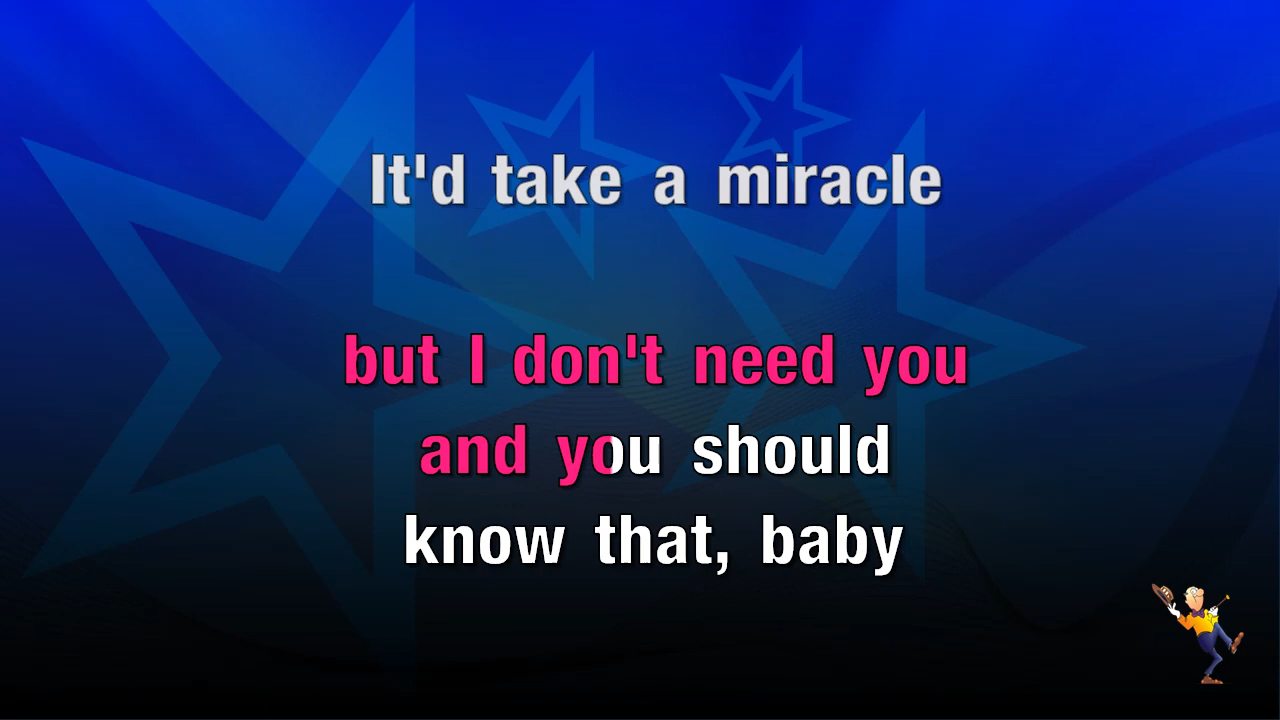 It'd take a miracle
but I don't need you
and you should
know that, baby